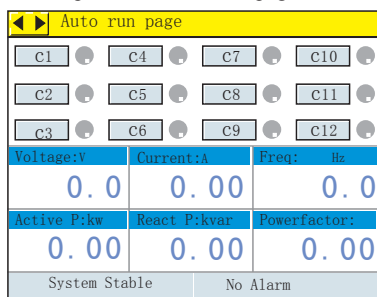 Auto run page
C1 C4 C7 C10
C2 C5 C8 C11
C3 C6 C9 C12
Voltage:V Current:A Freq: Hz
0.0 0.00 0.0
Active P:kw React P:kvar Powerfactor:
0.00 0.00 0.00
System Stable No Alarm